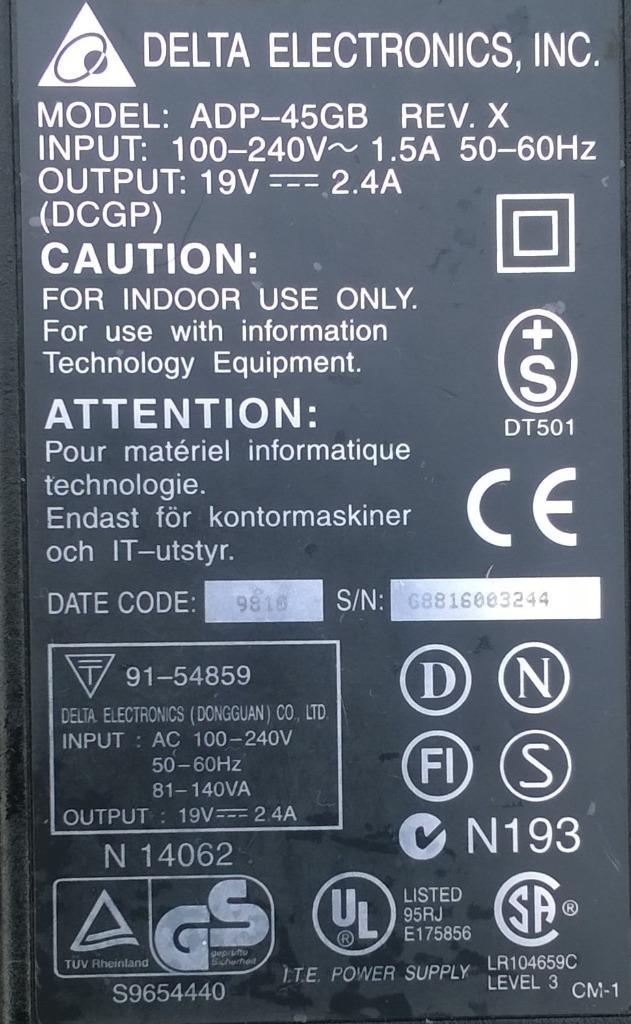 DELTA ELECTRONICS, INC.
MODEL: ADP-45GB REV. X
INPUT: 100-240V~ 1.5A 50-60Hz
OUTPUT: 19V⎓2.4A
(DCGP)
CAUTION:
FOR INDOOR USE ONLY.
For use with information
Technology Equipment.
+S
DT501
ATTENTION:
Pour matériel informatique
technologie.
Endast för kontormaskiner
och IT-utstyr.
CE
DATE CODE: S/N: G8816003244
T 91-54859
DELTA ELECTRONICS (DONGGUAN) CO., LTD.
INPUT : AC 100-240V
50-60Hz
81-140VA
OUTPUT : 19V⎓2.4A
D N
FI S
N193
N 14062
TÜV Rheinland
GS
geprüfte
Sicherheit
S9654440
UL ®
LISTED
95RJ
E175856
I.T.E. POWER SUPPLY
SA ®
LR104659C
LEVEL 3
CM-1